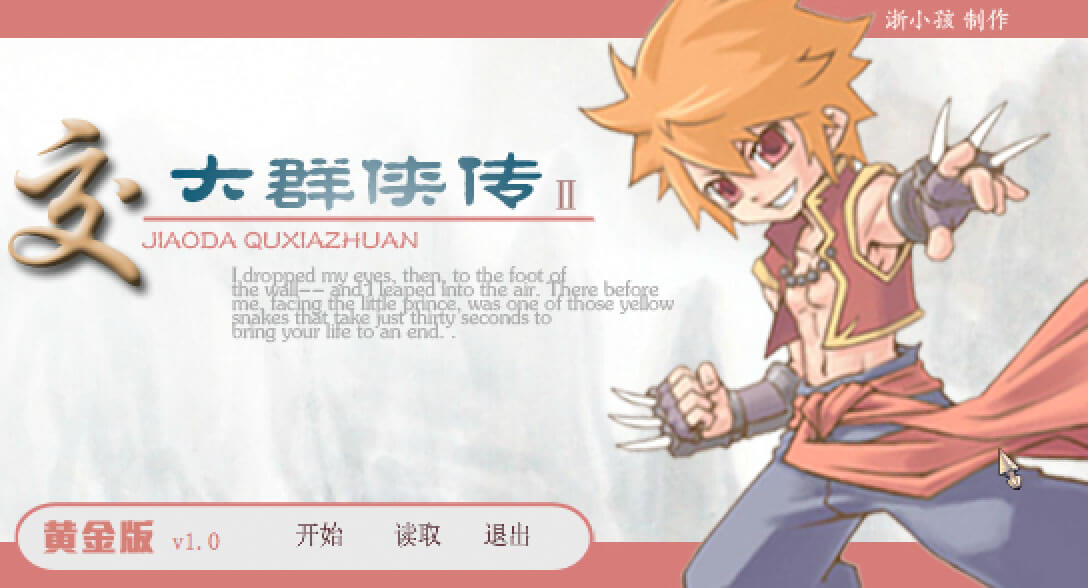 浙小孩 制作
交大群侠传 II
JIAODA QUXIAZHUAN
I dropped my eyes, then, to the foot of
the wall-- and I leaped into the air. There before
me, facing the little prince, was one of those yellow
snakes that take just thirty seconds to
bring your life to an end. .
黄金版 v1.0 开始 读取 退出